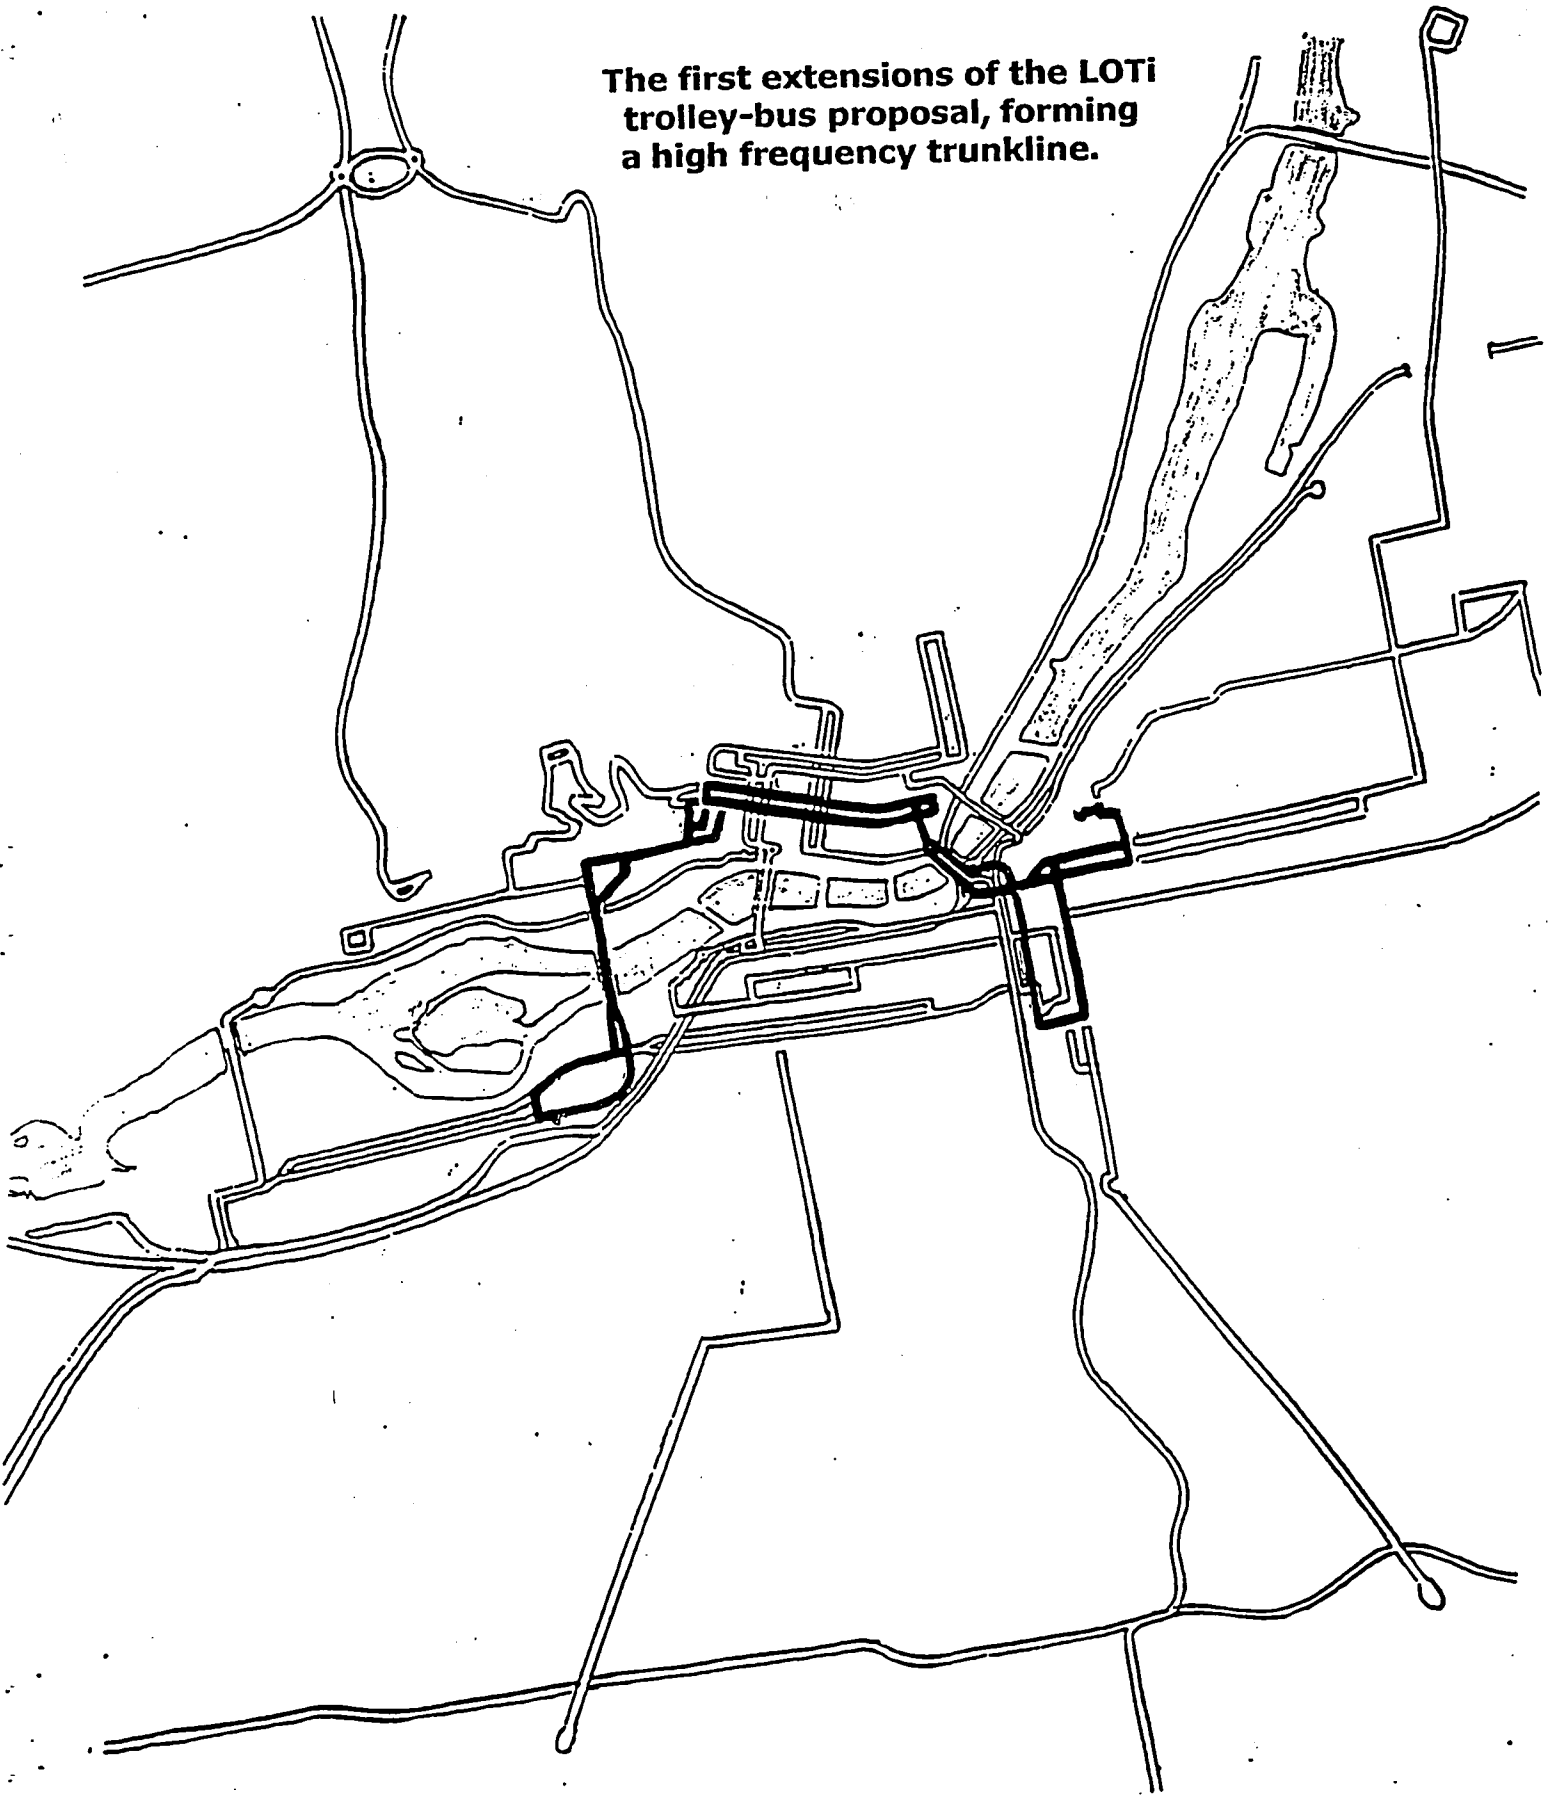 The first extensions of the LOTi
trolley-bus proposal, forming
a high frequency trunkline.